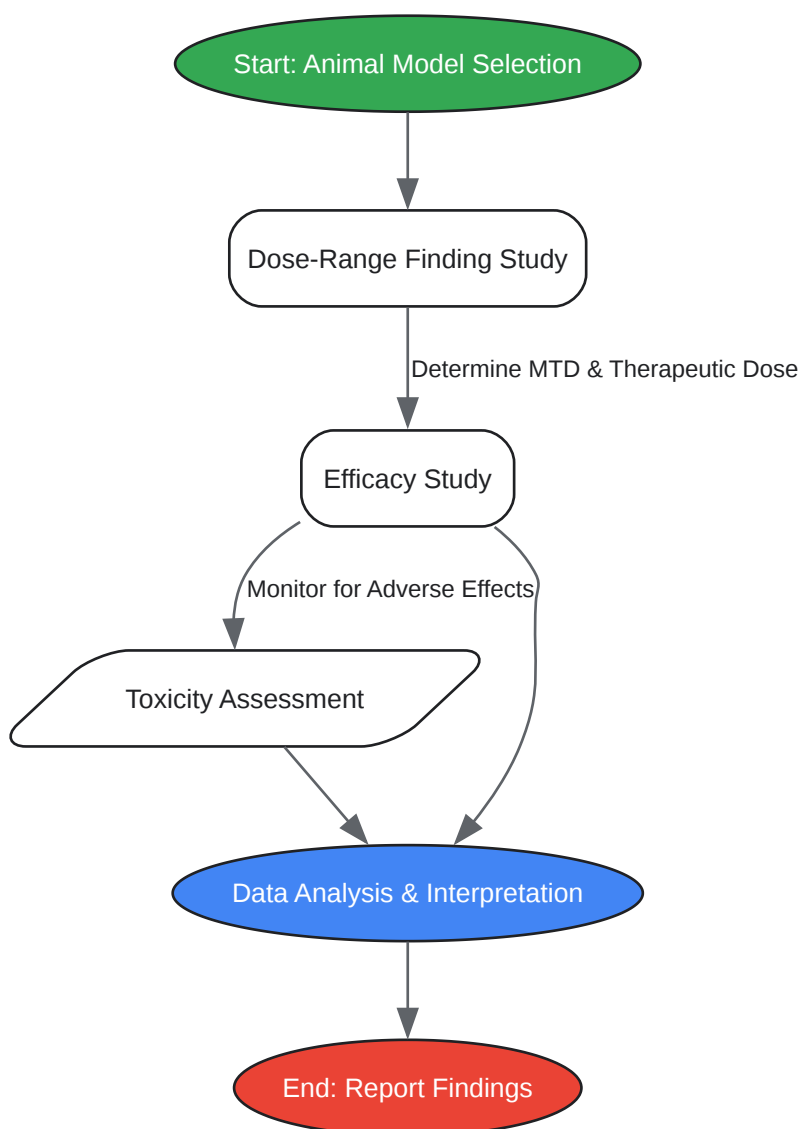 Start: Animal Model Selection
Dose-Range Finding Study
Determine MTD & Therapeutic Dose
Efficacy Study
Monitor for Adverse Effects
Toxicity Assessment
Data Analysis & Interpretation
End: Report Findings